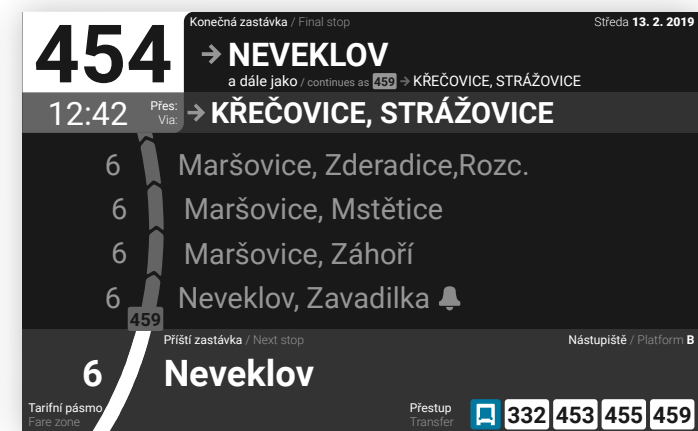 454
Konečná zastávka / Final stop
Středa 13. 2. 2019
→ NEVEKLOV
a dále jako / continues as 459 → KŘEČOVICE, STRÁŽOVICE
12:42
Přes:
Via:
→ KŘEČOVICE, STRÁŽOVICE
6 Maršovice, Zderadice,Rozc.
6 Maršovice, Mstětice
6 Maršovice, Záhoří
6 Neveklov, Zavadilka
459
Příští zastávka / Next stop
Nástupiště / Platform B
6 Neveklov
Tarifní pásmo
Fare zone
Přestup
Transfer
332 453 455 459